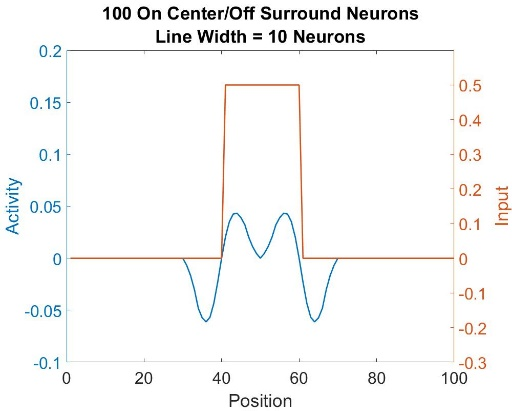 100 On Center/Off Surround Neurons
Line Width = 10 Neurons
0.2
0.15
0.1
0.05
0
-0.05
-0.1
Activity
0.5
0.4
0.3
0.2
0.1
0
-0.1
-0.2
-0.3
Input
0 20 40 60 80 100
Position